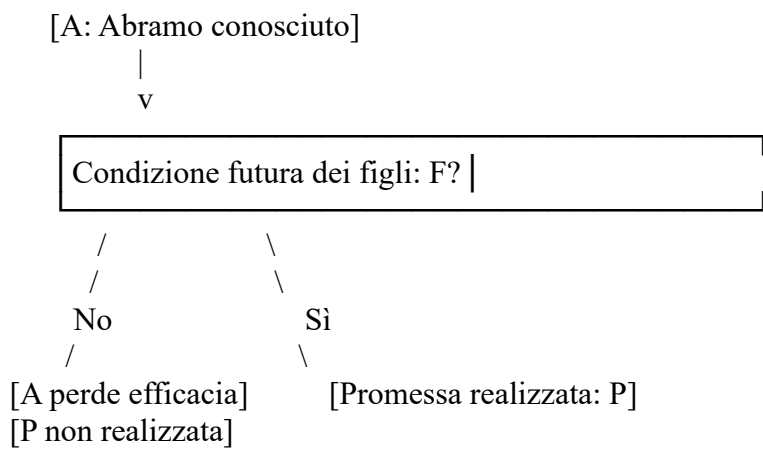 [A: Abramo conosciuto]
|
v
Condizione futura dei figli: F? |
/ \
/ \
No Sì
/ \
[A perde efficacia] [Promessa realizzata: P]
[P non realizzata]